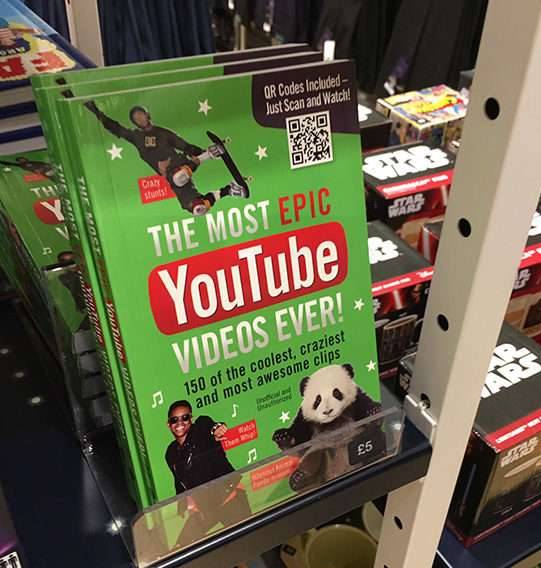 QR Codes Included –
Just Scan and Watch!
Crazy
stunts!
THE MOST EPIC
YouTube
VIDEOS EVER!
150 of the coolest, craziest
and most awesome clips
Unofficial and
Unauthorized
Watch
Them Whip!
£5
STAR
WARS
STAR
WARS
STAR
WARS
STAR
WARS